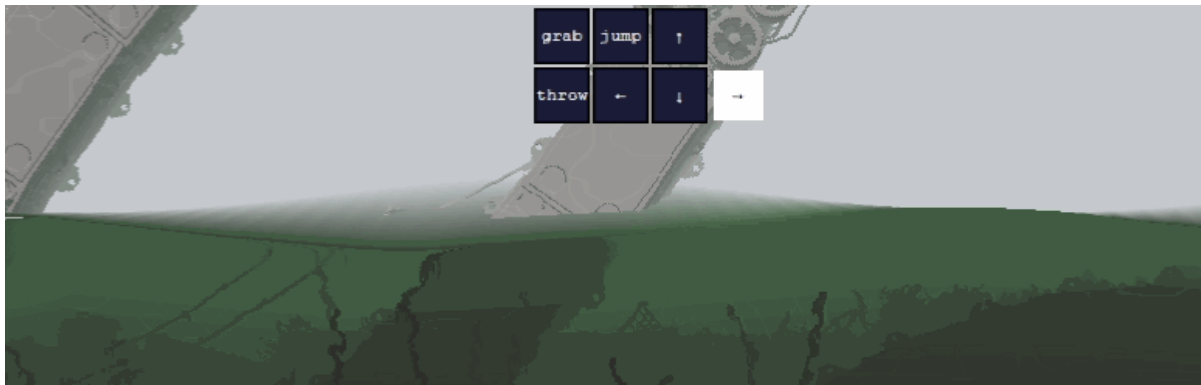 grab jump ↑
throw ← ↓ →